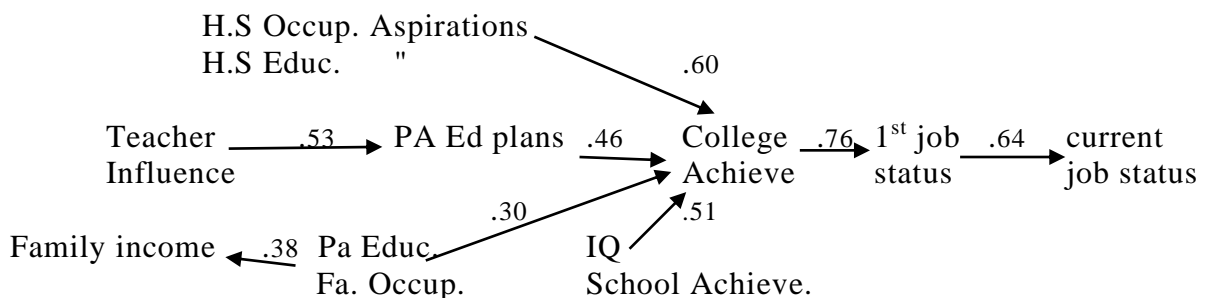 H.S Occup. Aspirations
H.S Educ. "
.60
Teacher .53 PA Ed plans .46 College .76 1st job .64 current
Influence Achieve status job status
.30 .51
Family income .38 Pa Educ. IQ
Fa. Occup. School Achieve.